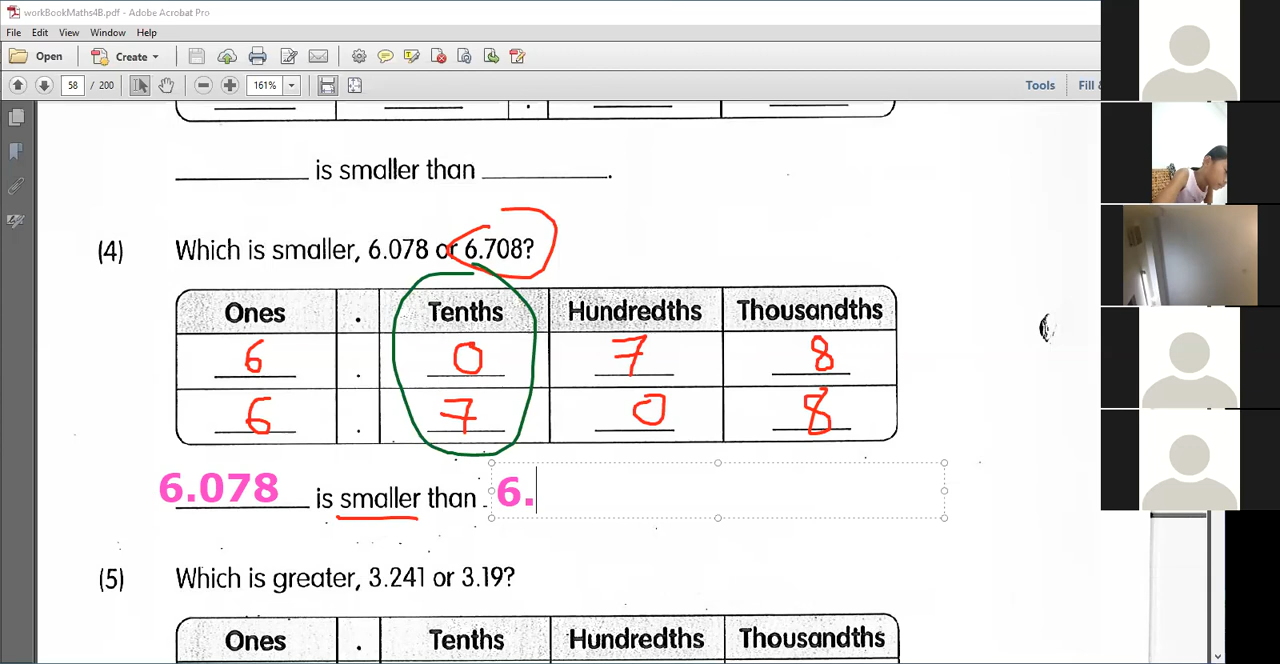 workBookMaths4B.pdf - Adobe Acrobat Pro
File Edit View Window Help
Open Create
58 / 200 161% Tools Fill &
_____ is smaller than _____.
(4) Which is smaller, 6.078 or 6.708?
Ones . Tenths Hundredths Thousandths
6 . 0 7 8
6 . 7 0 8
6.078 is smaller than 6.
(5) Which is greater, 3.241 or 3.19?
Ones . Tenths Hundredths Thousandths